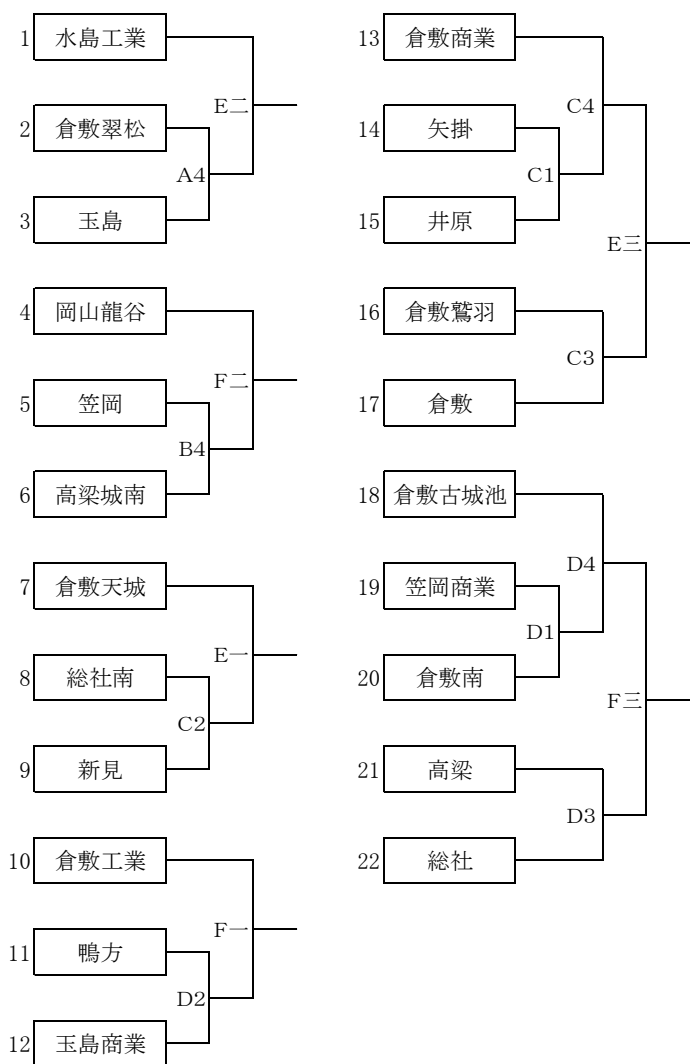 1 水島工業
E二
2 倉敷翠松
A4
3 玉島
4 岡山龍谷
F二
5 笠岡
B4
6 高梁城南
7 倉敷天城
E一
8 総社南
C2
9 新見
10 倉敷工業
F一
11 鴨方
D2
12 玉島商業
13 倉敷商業
C4
14 矢掛
C1
15 井原
E三
16 倉敷鷲羽
C3
17 倉敷
18 倉敷古城池
D4
19 笠岡商業
D1
20 倉敷南
F三
21 高梁
D3
22 総社